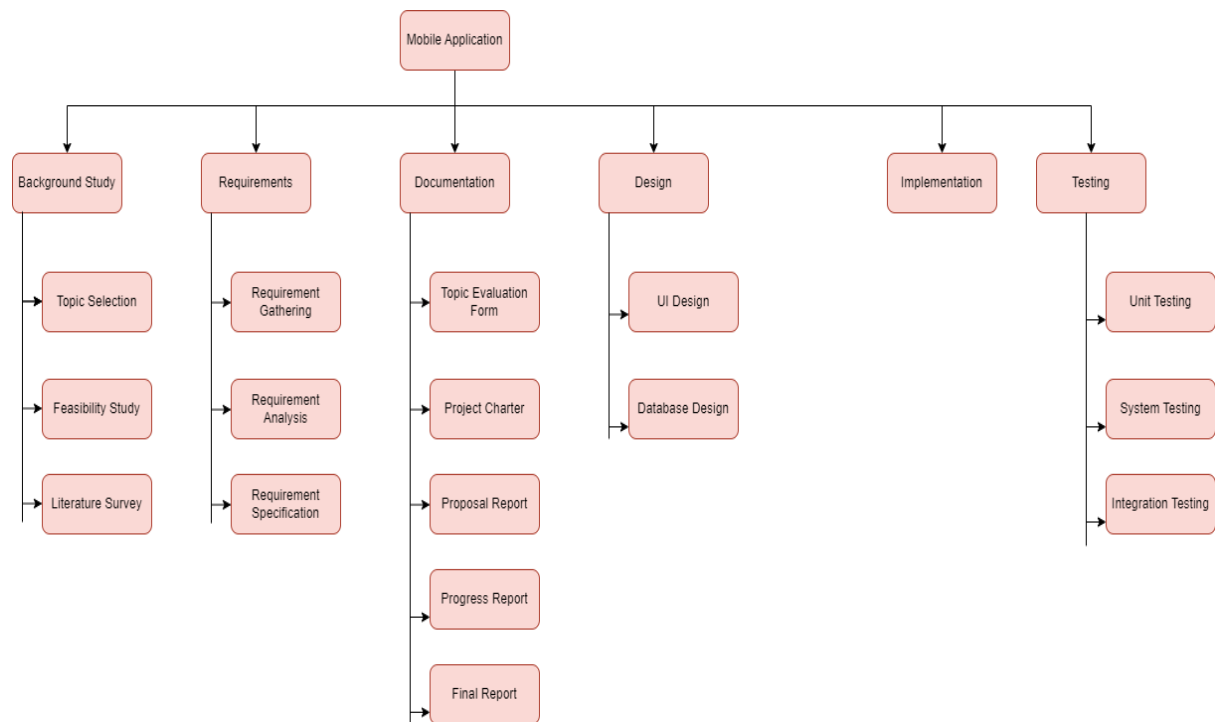 Mobile Application
Background Study
Requirements
Documentation
Design
Implementation
Testing
Topic Selection
Feasibility Study
Literature Survey
Requirement
Gathering
Requirement
Analysis
Requirement
Specification
Topic Evaluation
Form
Project Charter
Proposal Report
Progress Report
Final Report
UI Design
Database Design
Unit Testing
System Testing
Integration Testing